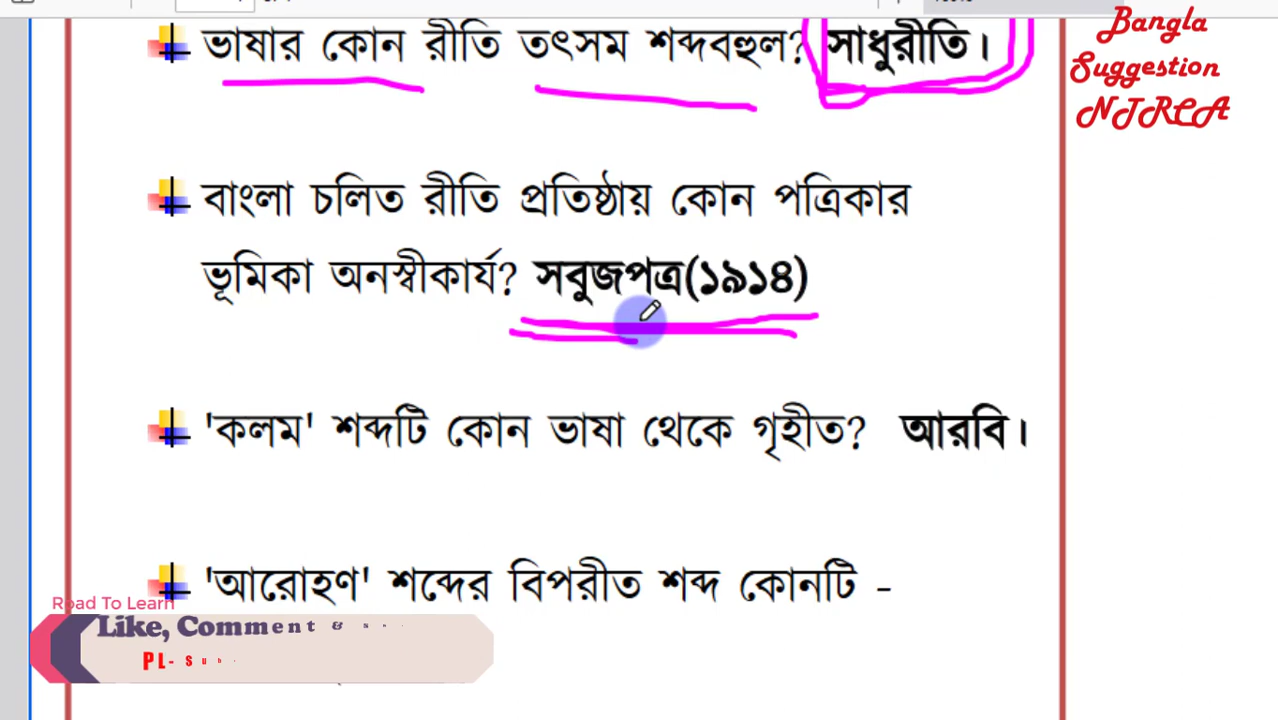 ভাষার কোন রীতি তৎসম শব্দবহুল? সাধুরীতি।
বাংলা চলিত রীতি প্রতিষ্ঠায় কোন পত্রিকার
ভূমিকা অনস্বীকার্য? সবুজপত্র(১৯১৪)
'কলম' শব্দটি কোন ভাষা থেকে গৃহীত? আরবি।
'আরোহণ' শব্দের বিপরীত শব্দ কোনটি -
Bangla
Suggestion
NTRCA
Road To Learn
Like, Comment &
PL- Sub